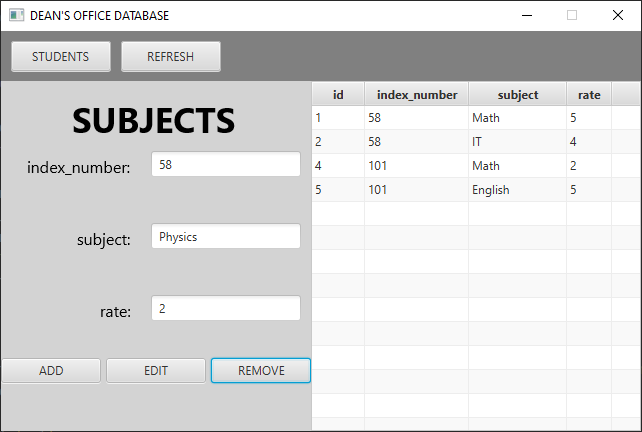 DEAN'S OFFICE DATABASE
STUDENTS REFRESH
SUBJECTS
index_number: 58
subject: Physics
rate: 2
ADD EDIT REMOVE
id index_number subject rate
1 58 Math 5
2 58 IT 4
4 101 Math 2
5 101 English 5